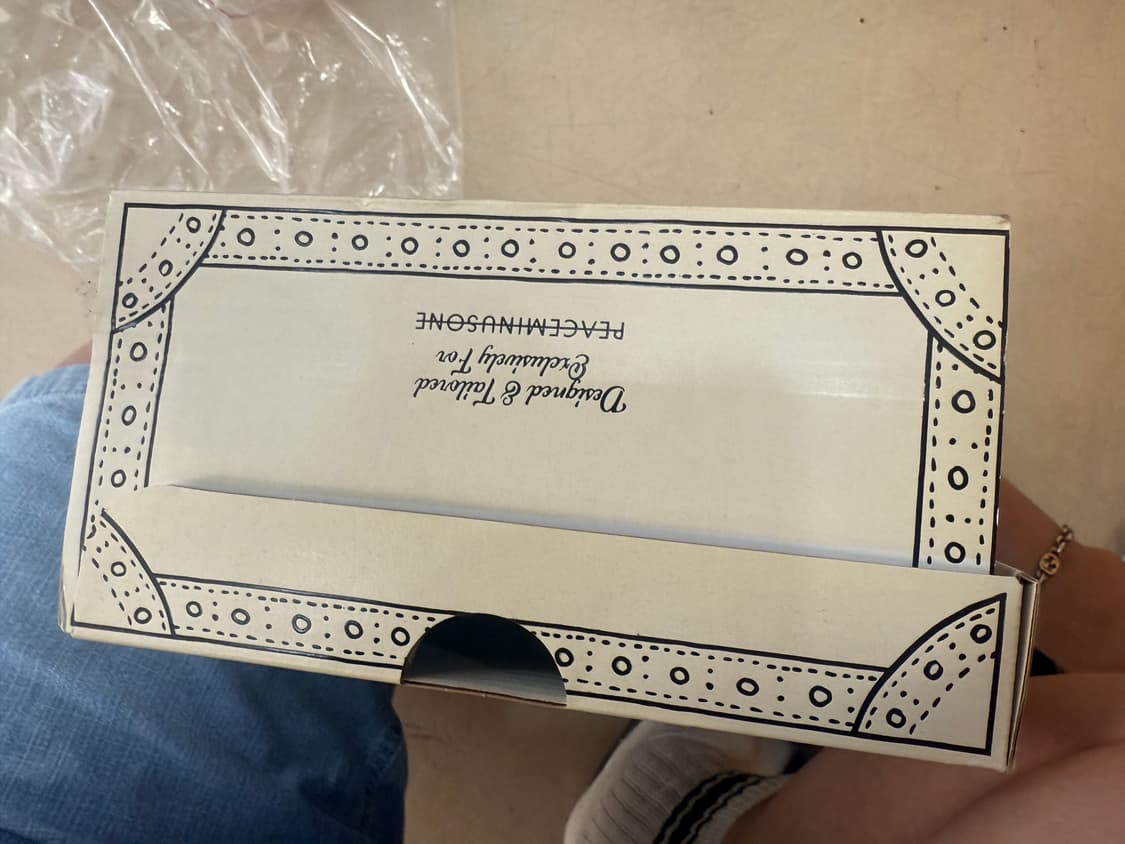 Designed & Tailored
Exclusively For
PEACEMINUSONE